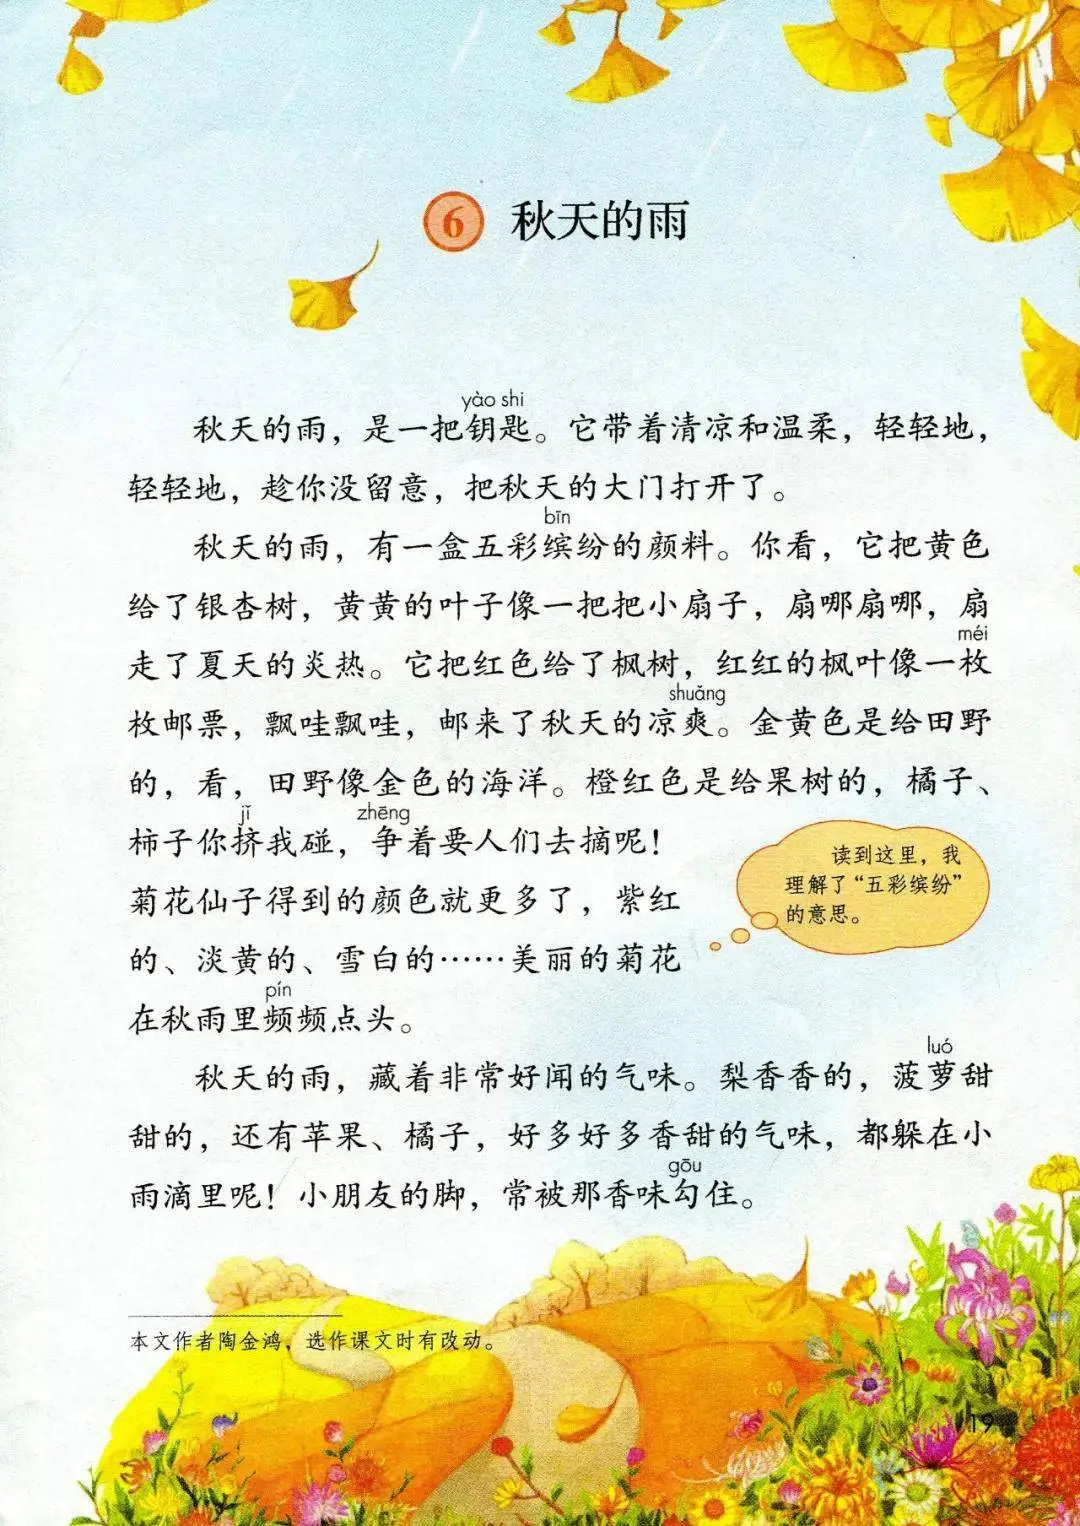 6 秋天的雨
yào shi
秋天的雨，是一把钥匙。它带着清凉和温柔，轻轻地，
轻轻地，趁你没留意，把秋天的大门打开了。
bīn
秋天的雨，有一盒五彩缤纷的颜料。你看，它把黄色
给了银杏树，黄黄的叶子像一把把小扇子，扇哪扇哪，扇
méi
走了夏天的炎热。它把红色给了枫树，红红的枫叶像一枚
shuǎng
枚邮票，飘哇飘哇，邮来了秋天的凉爽。金黄色是给田野
的，看，田野像金色的海洋。橙红色是给果树的，橘子、
jǐ zhēng
柿子你挤我碰，争着要人们去摘呢！
菊花仙子得到的颜色就更多了，紫红
的、淡黄的、雪白的……美丽的菊花
pín
在秋雨里频频点头。
读到这里，我
理解了“五彩缤纷”
的意思。
luó
秋天的雨，藏着非常好闻的气味。梨香香的，菠萝甜
甜的，还有苹果、橘子，好多好多香甜的气味，都躲在小
gōu
雨滴里呢！小朋友的脚，常被那香味勾住。
本文作者陶金鸿，选作课文时有改动。
19